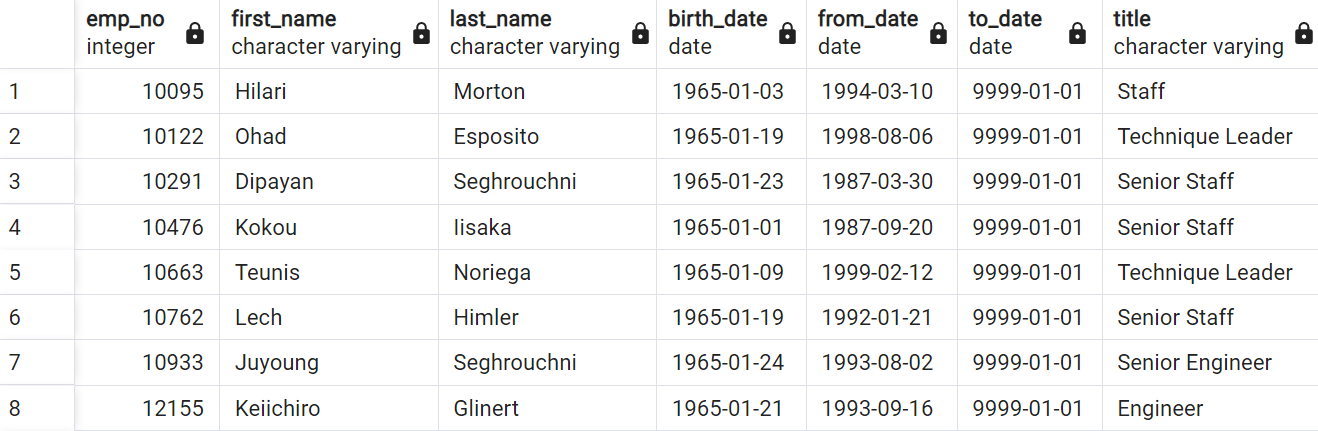 emp_no first_name last_name birth_date from_date to_date title
integer character varying character varying date date date character varying
1 10095 Hilari Morton 1965-01-03 1994-03-10 9999-01-01 Staff
2 10122 Ohad Esposito 1965-01-19 1998-08-06 9999-01-01 Technique Leader
3 10291 Dipayan Seghrouchni 1965-01-23 1987-03-30 9999-01-01 Senior Staff
4 10476 Kokou Iisaka 1965-01-01 1987-09-20 9999-01-01 Senior Staff
5 10663 Teunis Noriega 1965-01-09 1999-02-12 9999-01-01 Technique Leader
6 10762 Lech Himler 1965-01-19 1992-01-21 9999-01-01 Senior Staff
7 10933 Juyoung Seghrouchni 1965-01-24 1993-08-02 9999-01-01 Senior Engineer
8 12155 Keiichiro Glinert 1965-01-21 1993-09-16 9999-01-01 Engineer